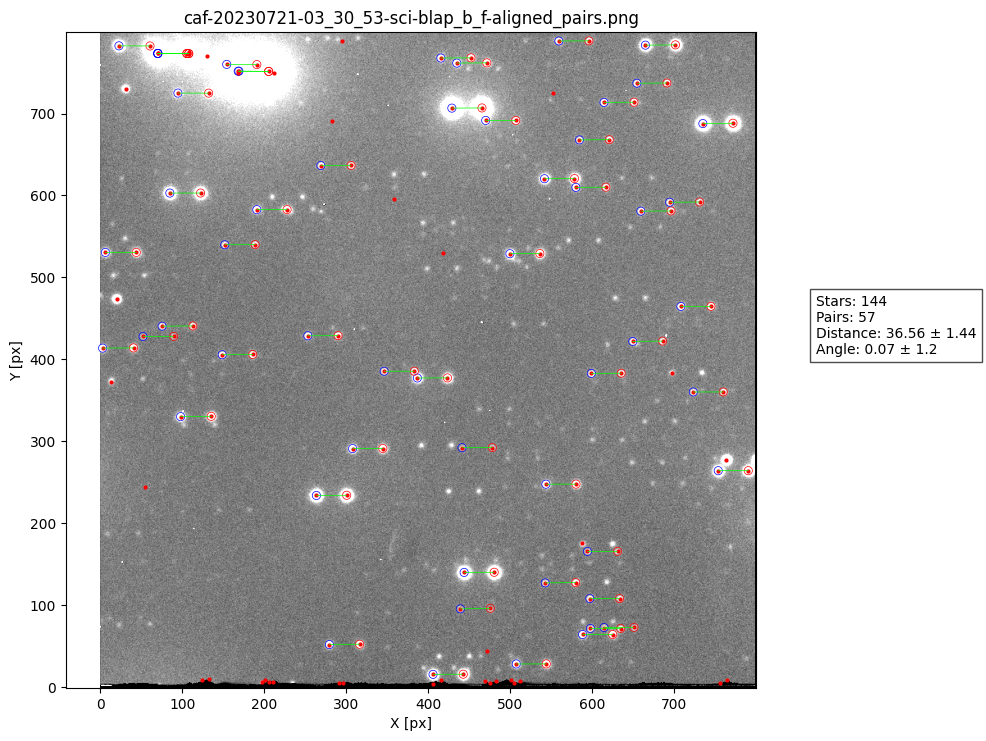 caf-20230721-03_30_53-sci-blap_b_f-aligned_pairs.png
Y [px]
700
600
500
400
300
200
100
0
Stars: 144
Pairs: 57
Distance: 36.56 ± 1.44
Angle: 0.07 ± 1.2
0 100 200 300 400 500 600 700
X [px]